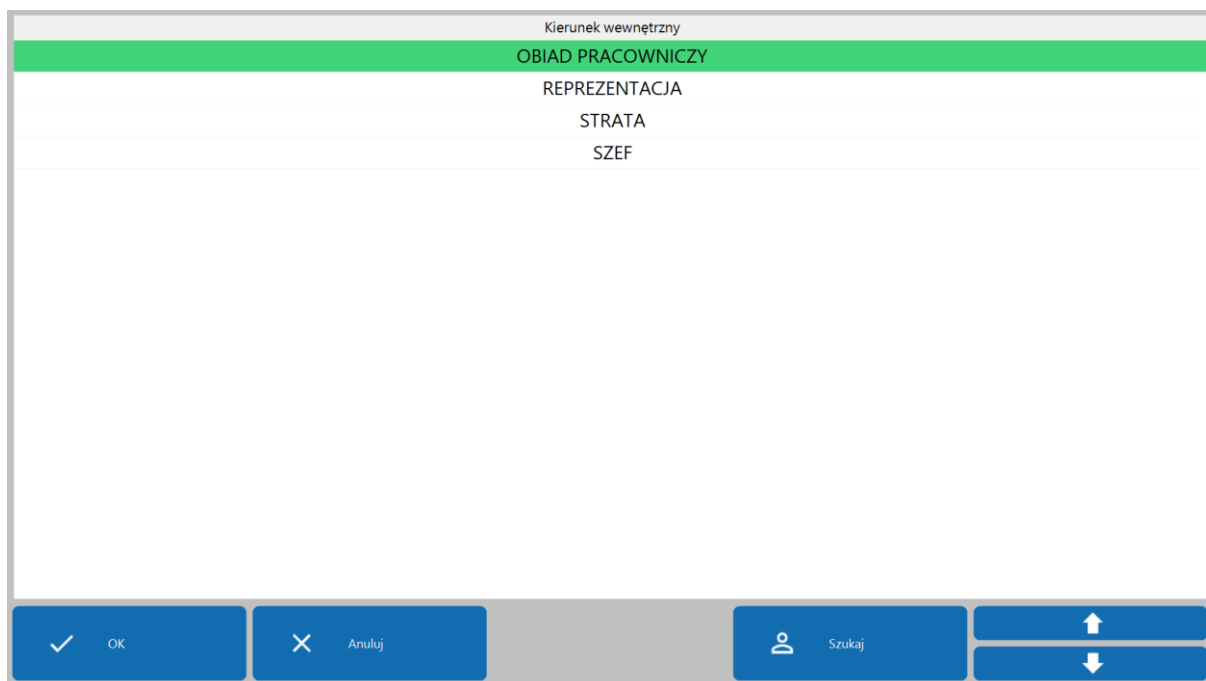 Kierunek wewnętrzny
OBIAD PRACOWNICZY
REPREZENTACJA
STRATA
SZEF
OK
Anuluj
Szukaj